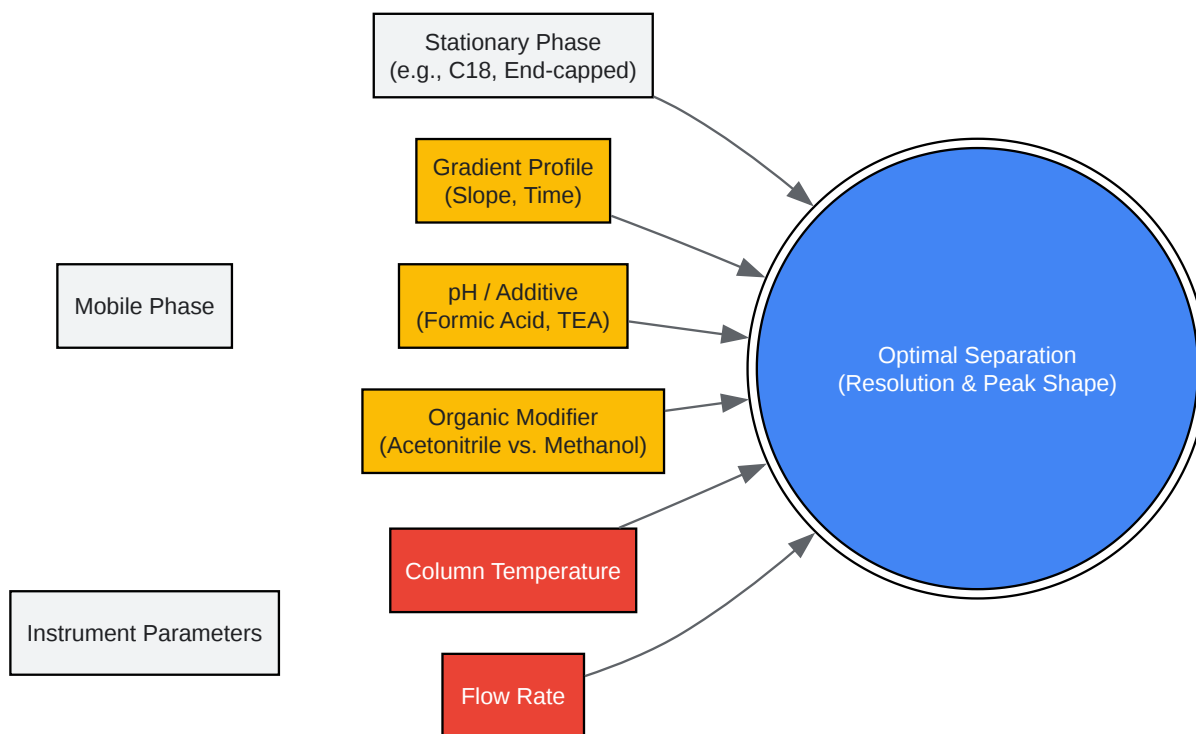 Stationary Phase
(e.g., C18, End-capped)
Gradient Profile
(Slope, Time)
Mobile Phase
pH / Additive
(Formic Acid, TEA)
Optimal Separation
(Resolution & Peak Shape)
Organic Modifier
(Acetonitrile vs. Methanol)
Column Temperature
Instrument Parameters
Flow Rate